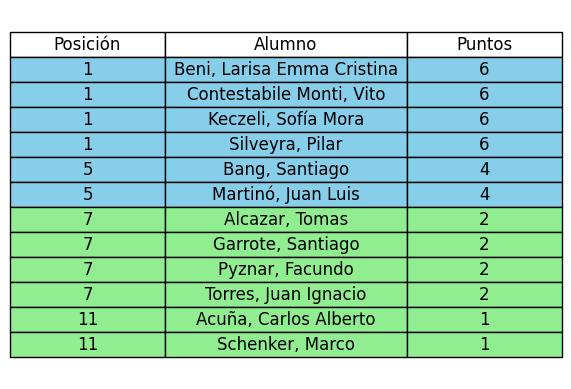 Posición Alumno Puntos
1 Beni, Larisa Emma Cristina 6
1 Contestabile Monti, Vito 6
1 Keczeli, Sofía Mora 6
1 Silveyra, Pilar 6
5 Bang, Santiago 4
5 Martinó, Juan Luis 4
7 Alcazar, Tomas 2
7 Garrote, Santiago 2
7 Pyznar, Facundo 2
7 Torres, Juan Ignacio 2
11 Acuña, Carlos Alberto 1
11 Schenker, Marco 1